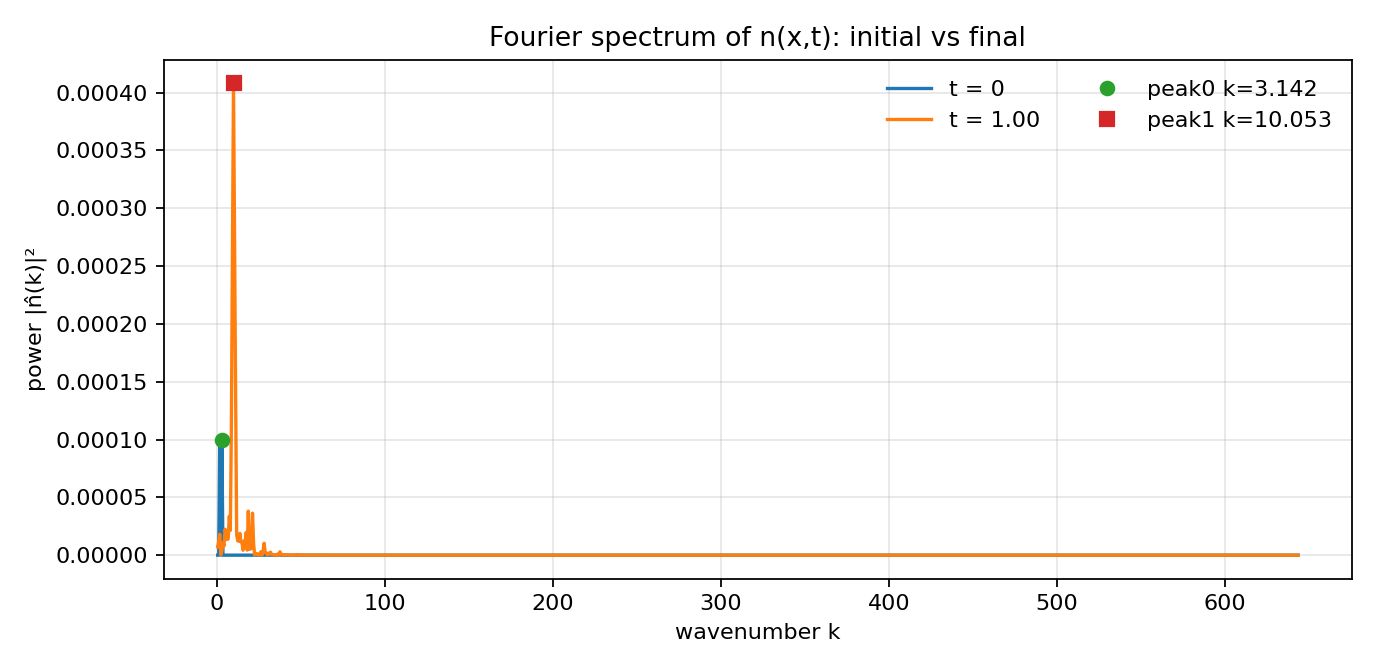 Fourier spectrum of n(x,t): initial vs final
t = 0
t = 1.00
peak0 k=3.142
peak1 k=10.053
power |n̂(k)|²
0.00040
0.00035
0.00030
0.00025
0.00020
0.00015
0.00010
0.00005
0.00000
0 100 200 300 400 500 600
wavenumber k